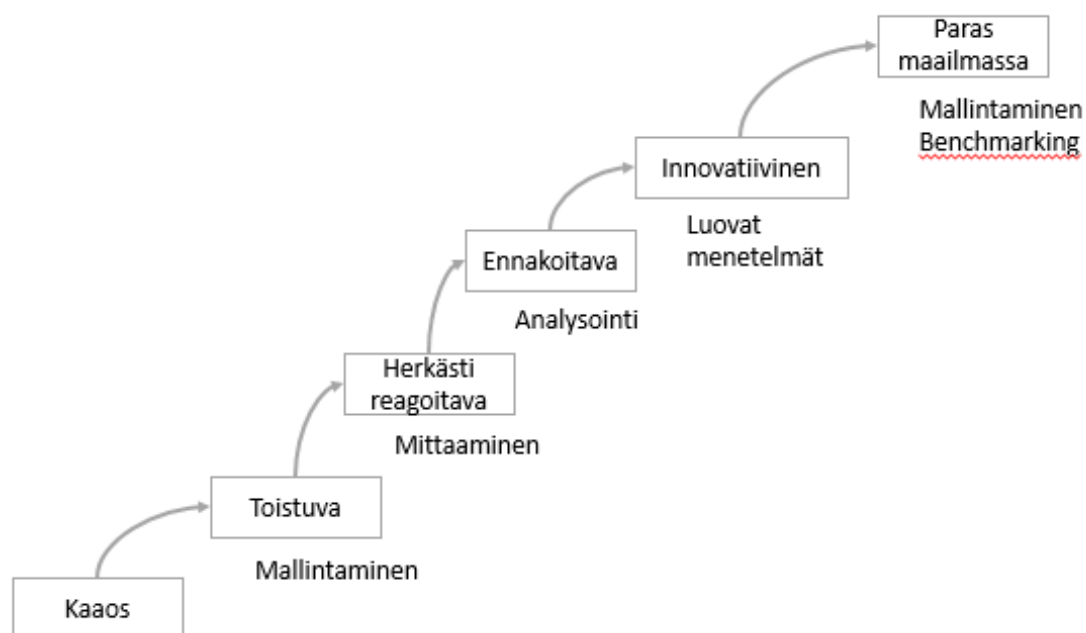 Paras
maailmassa
Mallintaminen
Benchmarking
Innovatiivinen
Luovat
menetelmät
Ennakoitava
Analysointi
Herkästi
reagoitava
Mittaaminen
Toistuva
Mallintaminen
Kaaos